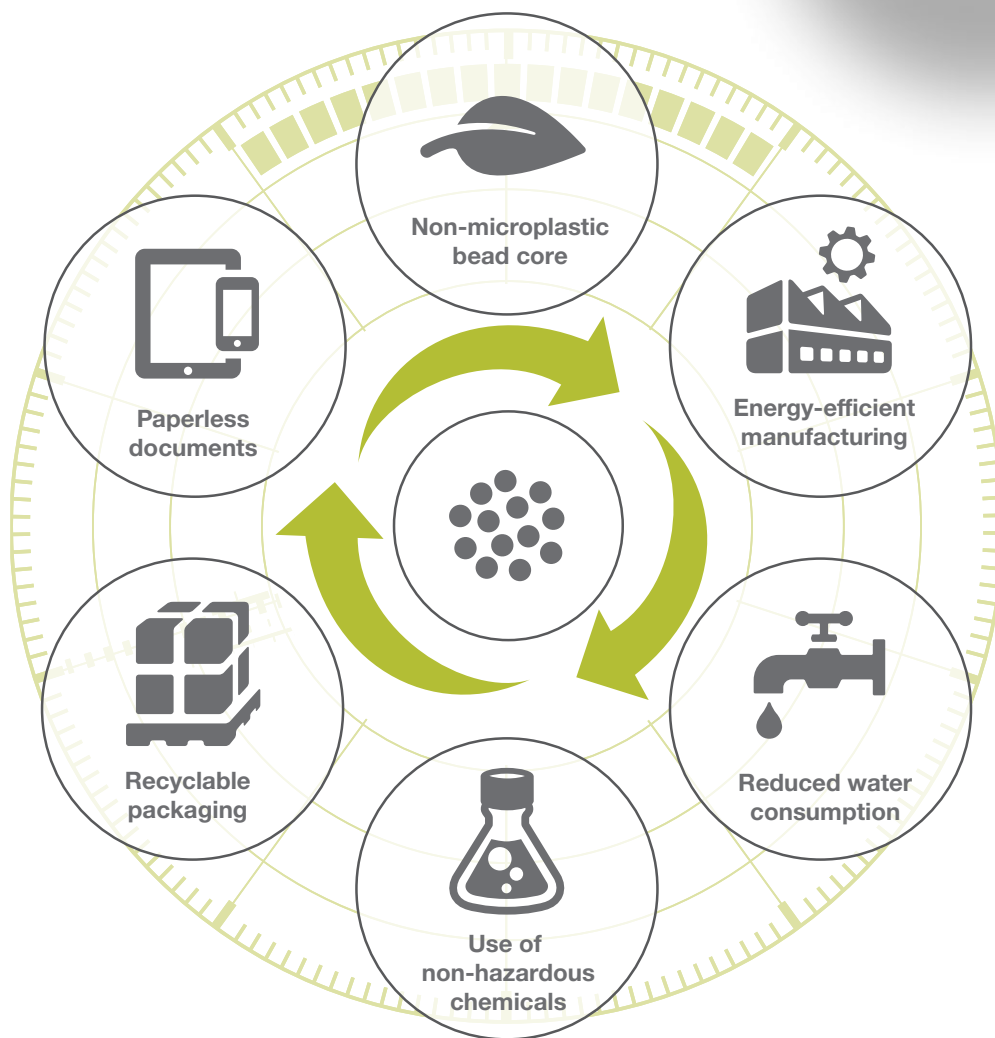 Non-microplastic
bead core
Energy-efficient
manufacturing
Reduced water
consumption
Use of
non-hazardous
chemicals
Recyclable
packaging
Paperless
documents